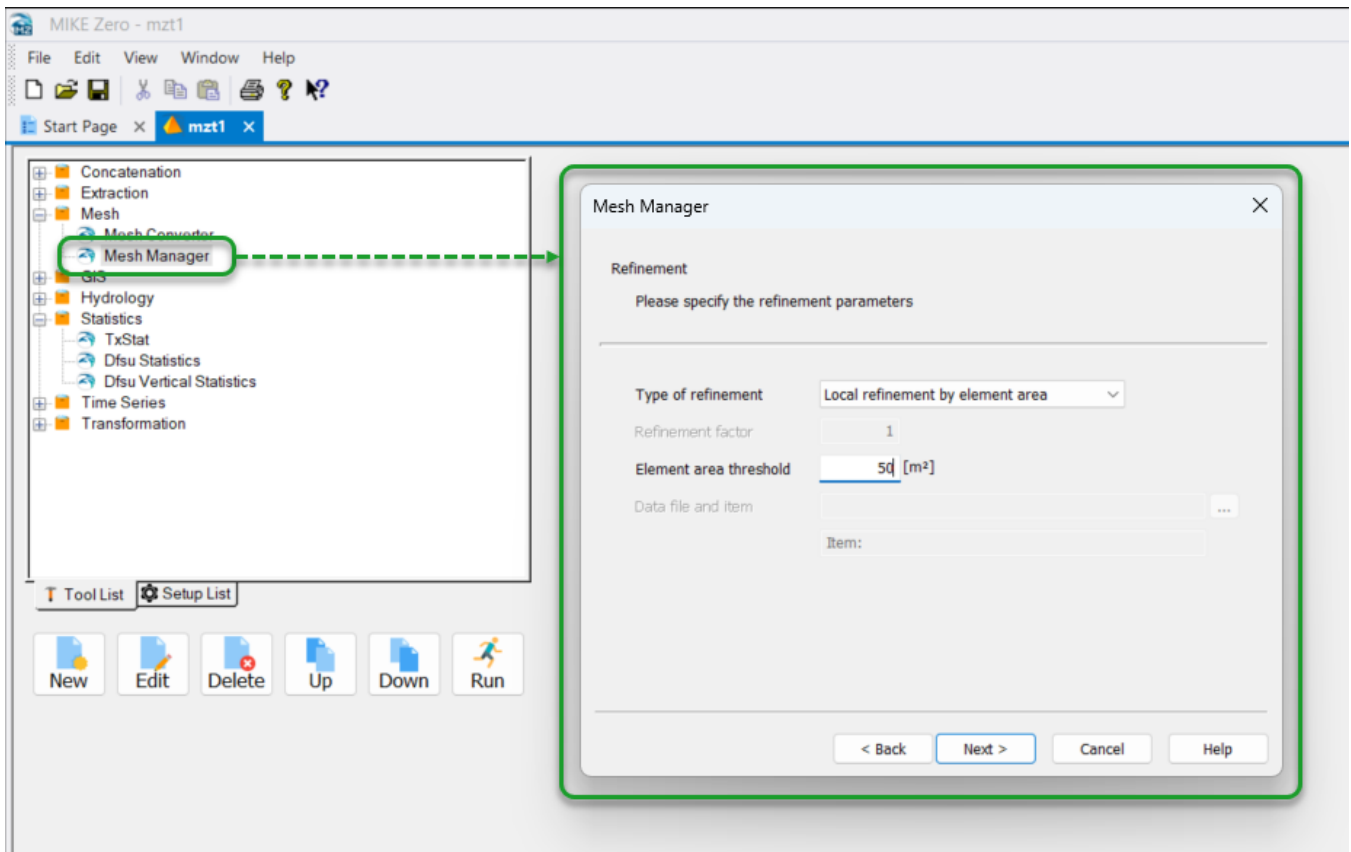 MIKE Zero - mzt1
File Edit View Window Help
Start Page mzt1
Concatenation
Extraction
Mesh
Mesh Converter
Mesh Manager
GIS
Hydrology
Statistics
TxStat
Dfsu Statistics
Dfsu Vertical Statistics
Time Series
Transformation
Tool List Setup List
New Edit Delete Up Down Run
Mesh Manager
Refinement
Please specify the refinement parameters
Type of refinement Local refinement by element area
Refinement factor 1
Element area threshold 50 [m²]
Data file and item ...
Item:
< Back Next > Cancel Help